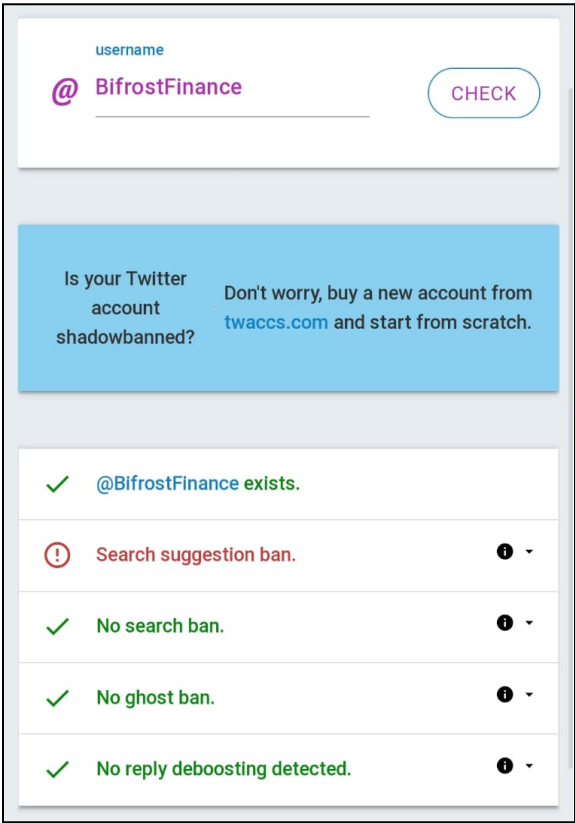 username
@ BifrostFinance
CHECK
Is your Twitter
account
shadowbanned?
Don't worry, buy a new account from
twaccs.com and start from scratch.
@BifrostFinance exists.
Search suggestion ban.
No search ban.
No ghost ban.
No reply deboosting detected.